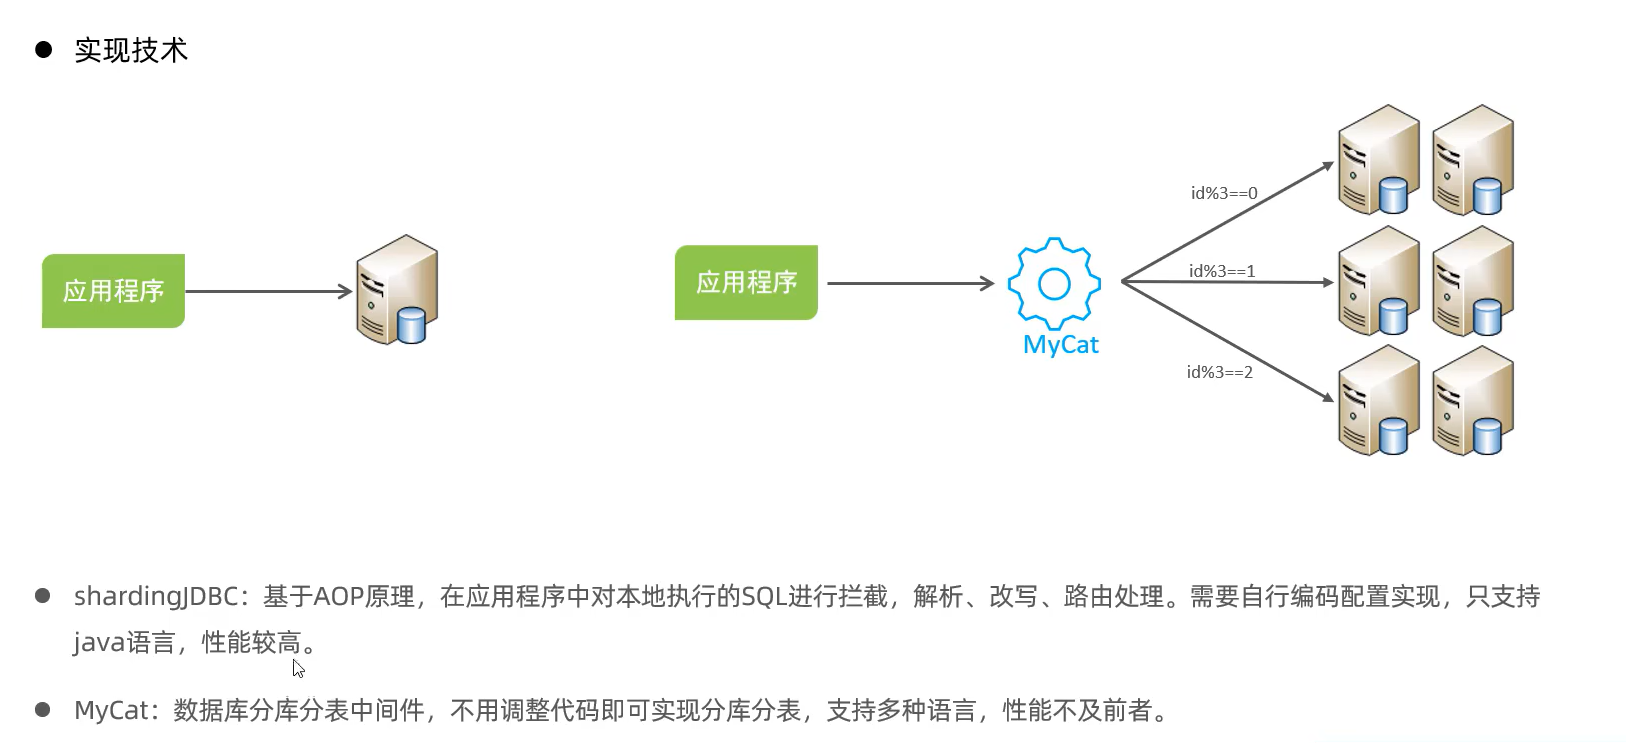 实现技术
应用程序
应用程序
MyCat
id%3==0
id%3==1
id%3==2
shardingJDBC：基于AOP原理，在应用程序中对本地执行的SQL进行拦截，解析、改写、路由处理。需要自行编码配置实现，只支持
java语言，性能较高。
MyCat：数据库分库分表中间件，不用调整代码即可实现分库分表，支持多种语言，性能不及前者。